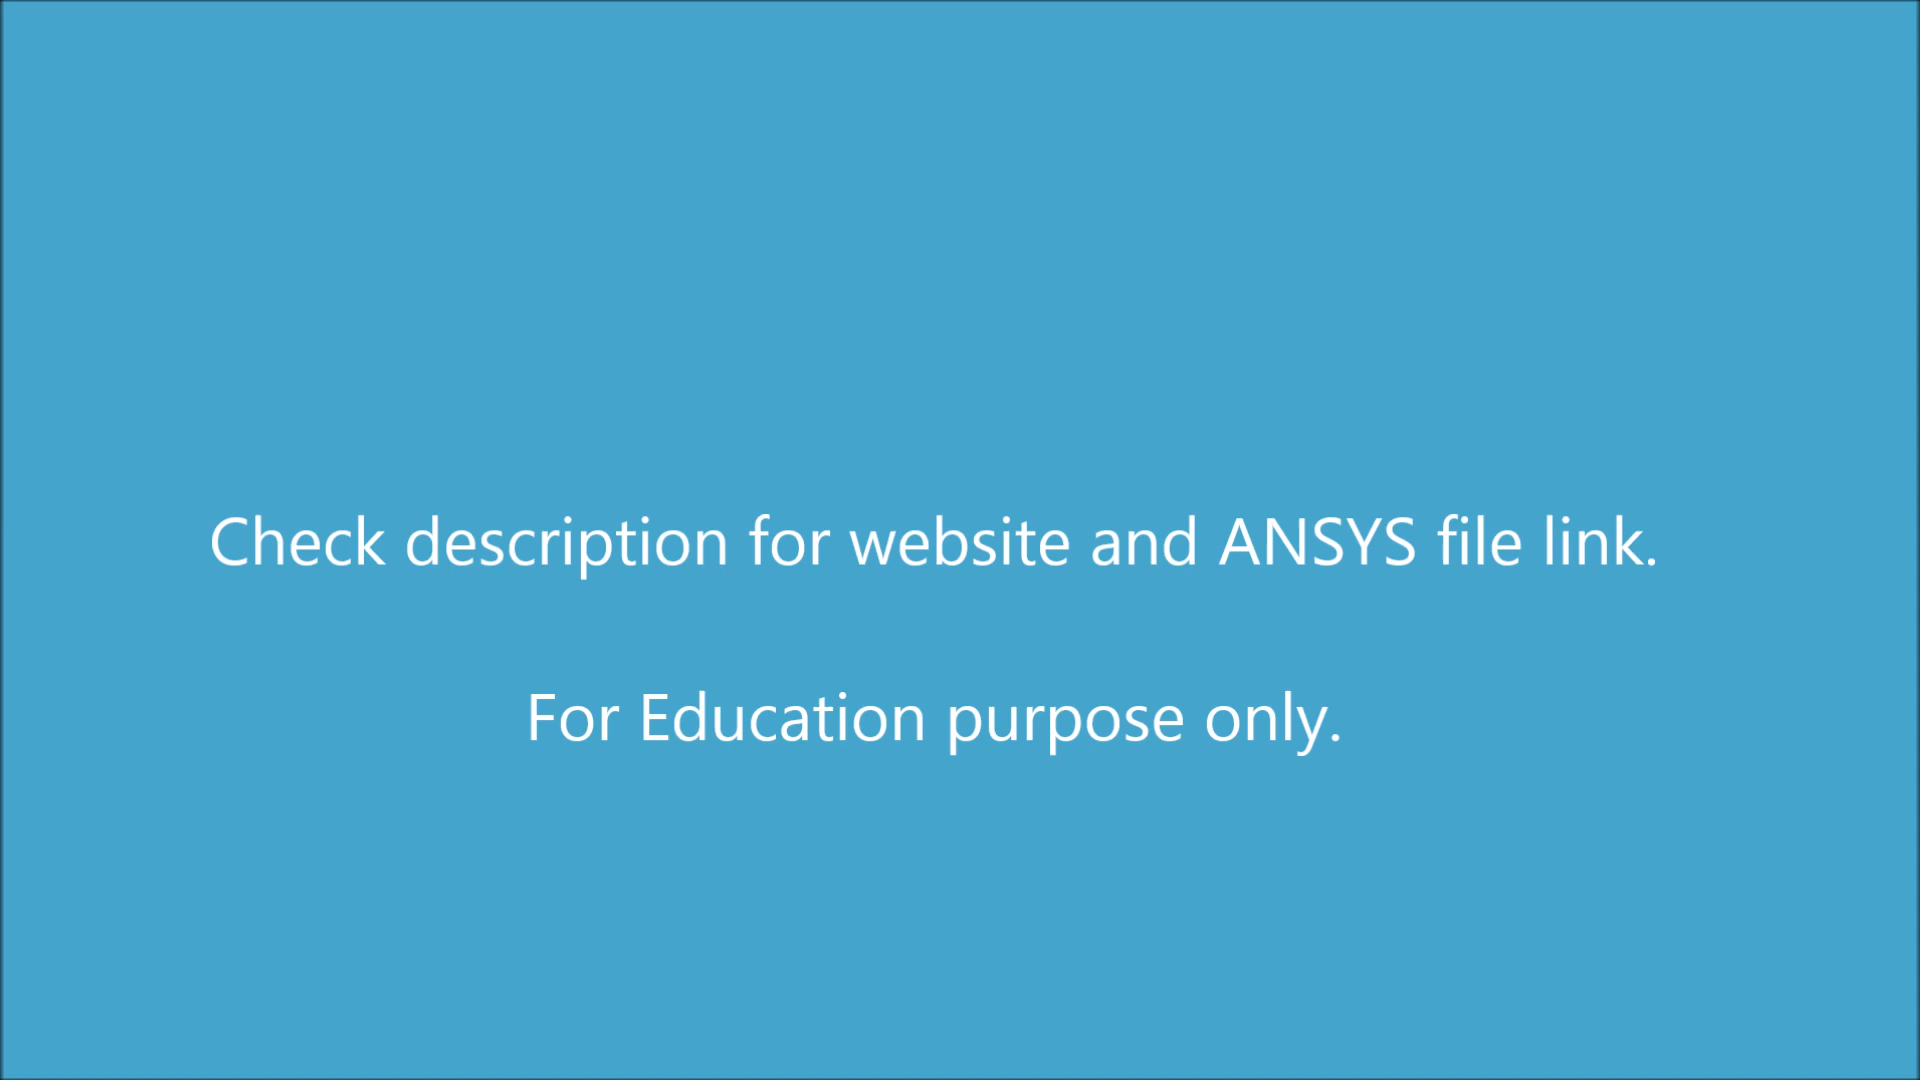 Check description for website and ANSYS file link.
For Education purpose only.